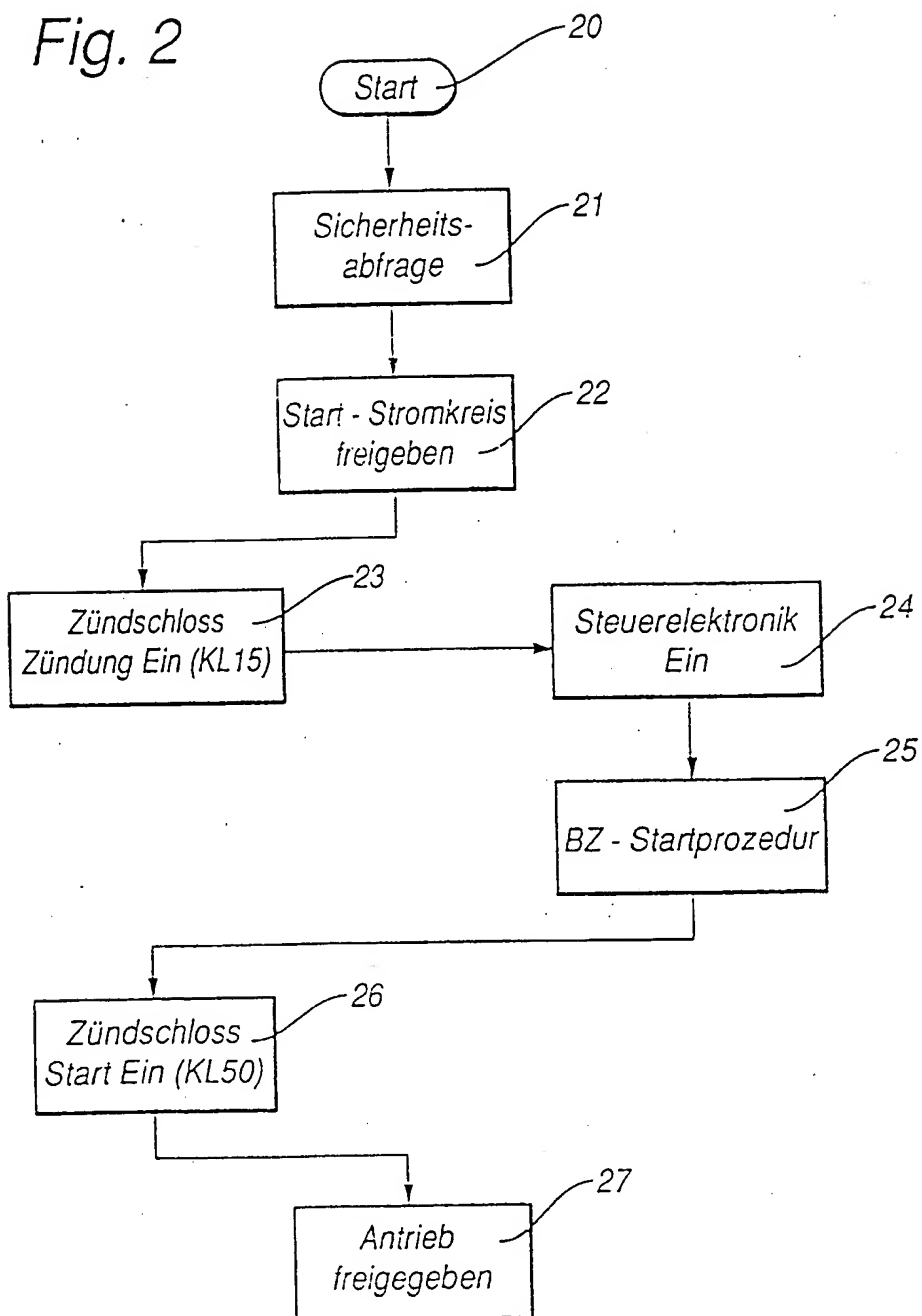 Fig. 2
20
Start
21
Sicherheits-
abfrage
22
Start - Stromkreis
freigeben
23
Zündschloss
Zündung Ein (KL15)
24
Steuerelektronik
Ein
25
BZ - Startprozedur
26
Zündschloss
Start Ein (KL50)
27
Antrieb
freigegeben